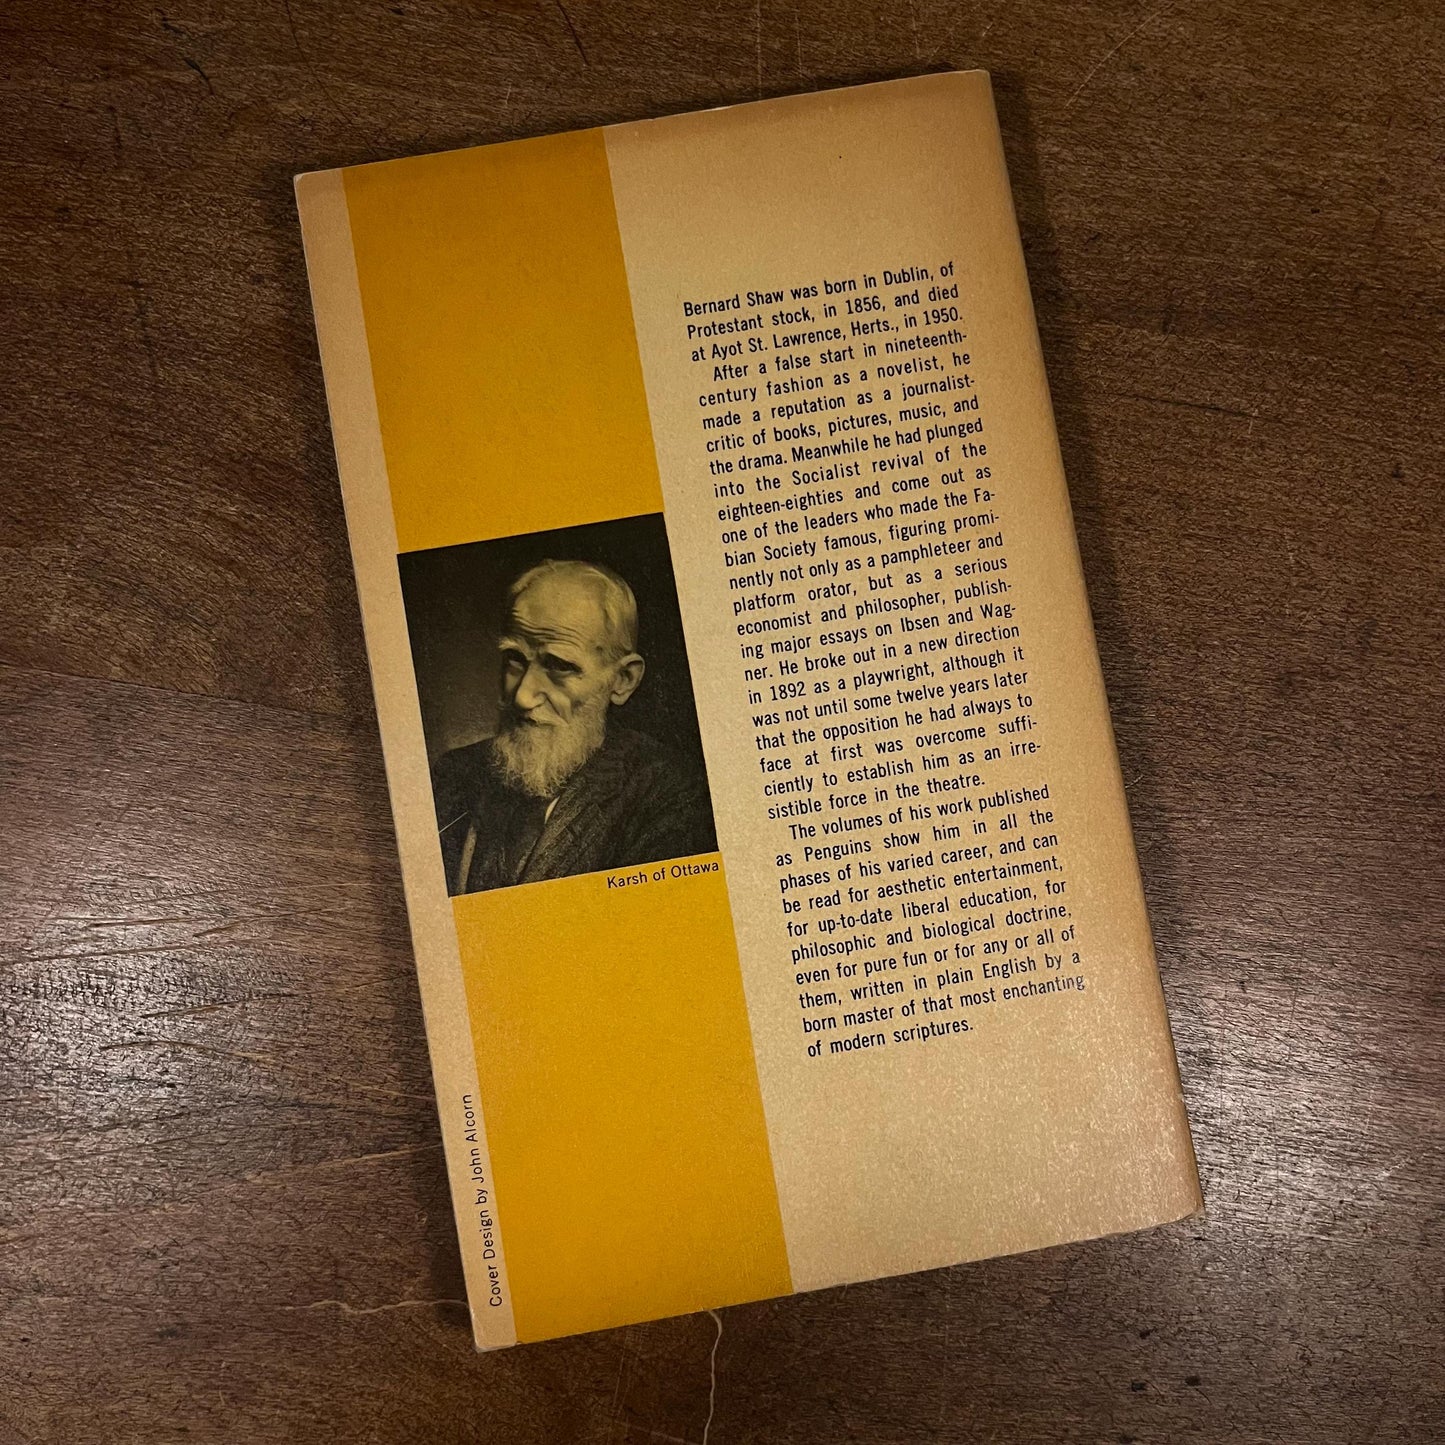 Bernard Shaw was born in Dublin, of
Protestant stock, in 1856, and died
at Ayot St. Lawrence, Herts., in 1950.
After a false start in nineteenth-
century fashion as a novelist, he
made a reputation as a journalist-
critic of books, pictures, music, and
the drama. Meanwhile he had plunged
into the Socialist revival of the
eighteen-eighties and come out as
one of the leaders who made the Fa-
bian Society famous, figuring promi-
nently not only as a pamphleteer and
platform orator, but as a serious
economist and philosopher, publish-
ing major essays on Ibsen and Wag-
ner. He broke out in a new direction
in 1892 as a playwright, although it
was not until some twelve years later
that the opposition he had always to
face at first was overcome suffi-
ciently to establish him as an irre-
sistible force in the theatre.
The volumes of his work published
as Penguins show him in all the
phases of his varied career, and can
be read for aesthetic entertainment,
for up-to-date liberal education, for
philosophic and biological doctrine,
even for pure fun or for any or all of
them, written in plain English by a
born master of that most enchanting
of modern scriptures.
Karsh of Ottawa
Cover Design by John Alcorn